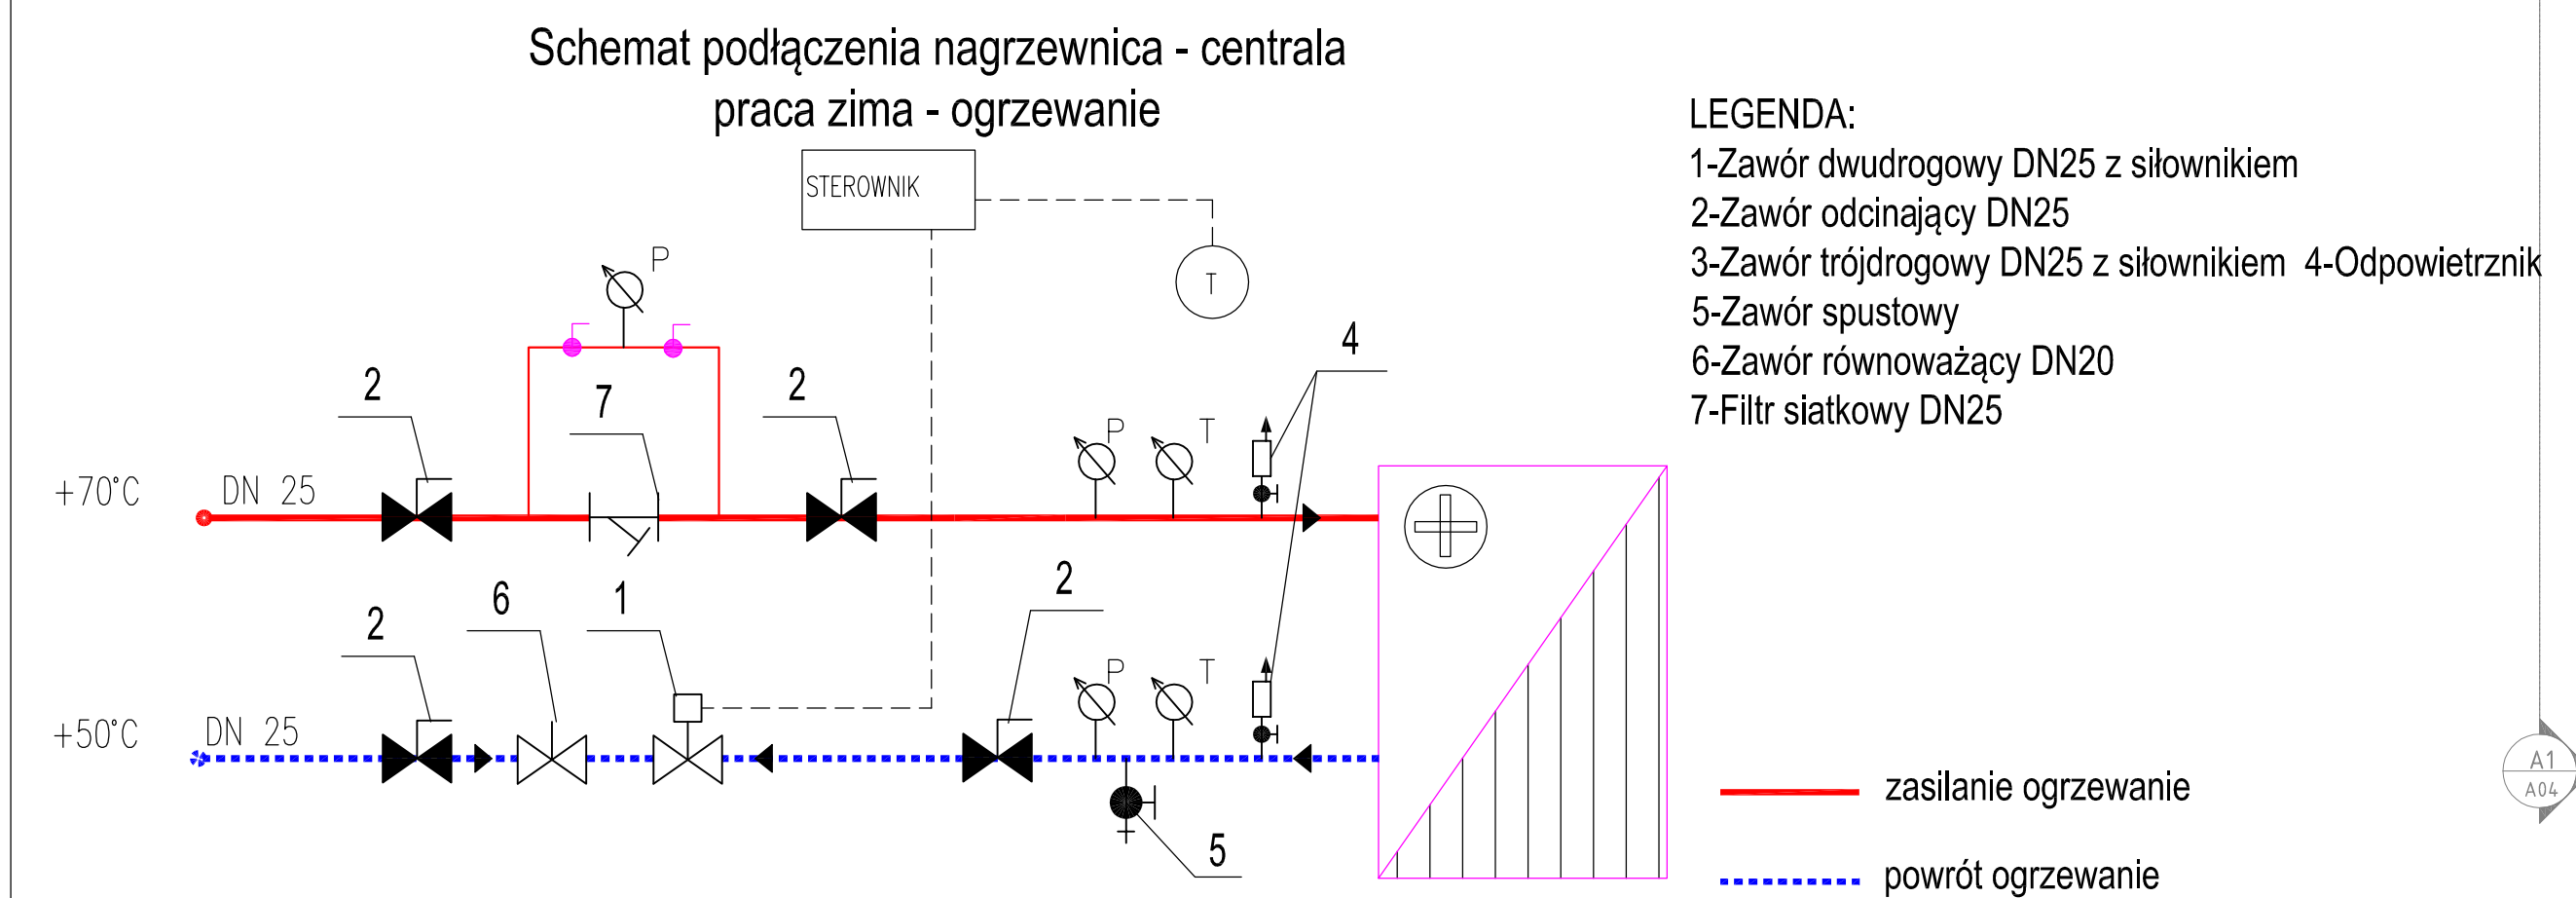 Schemat podłączenia nagrzewnica - centrala
praca zima - ogrzewanie
STEROWNIK
T
P
2
7
2
4
+70°C
DN 25
P
T
2
6
1
2
+50°C
DN 25
P
T
5
LEGENDA:
1-Zawór dwudrogowy DN25 z siłownikiem
2-Zawór odcinający DN25
3-Zawór trójdrogowy DN25 z siłownikiem 4-Odpowietrznik
5-Zawór spustowy
6-Zawór równoważący DN20
7-Filtr siatkowy DN25
zasilanie ogrzewanie
powrót ogrzewanie
A1
A04